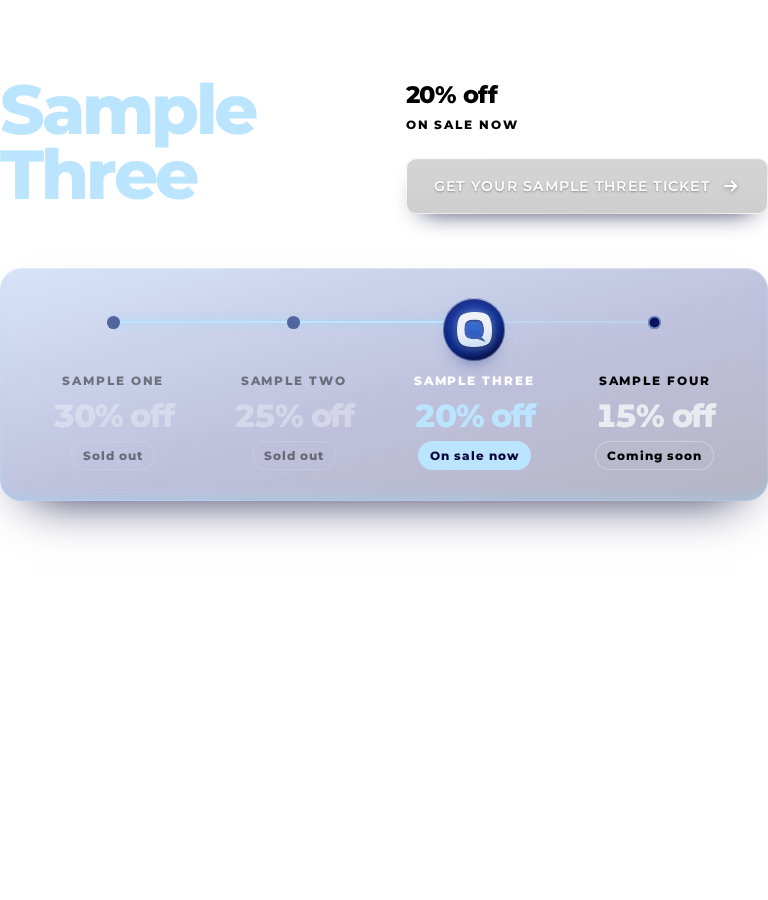 Sample
Three
20% off
ON SALE NOW
GET YOUR SAMPLE THREE TICKET →
SAMPLE ONE
30% off
Sold out
SAMPLE TWO
25% off
Sold out
SAMPLE THREE
20% off
On sale now
SAMPLE FOUR
15% off
Coming soon